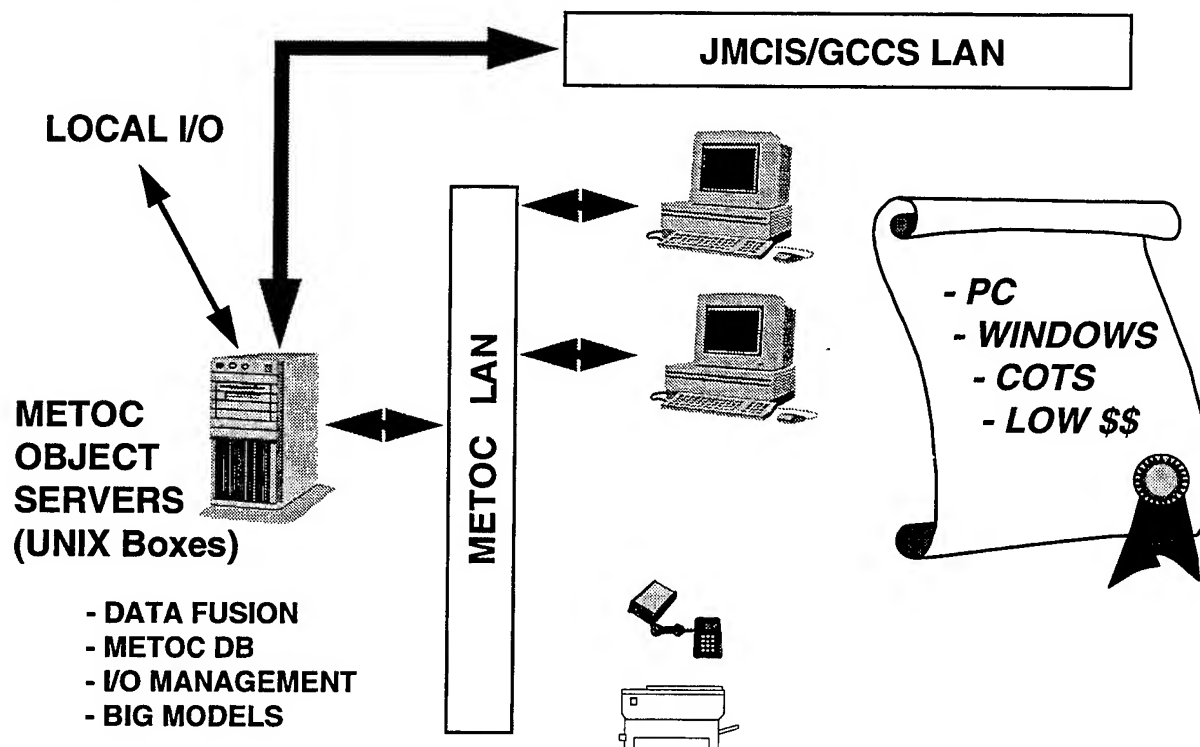 JMCIS/GCCS LAN
LOCAL I/O
METOC LAN
- PC
- WINDOWS
- COTS
- LOW $$
METOC
OBJECT
SERVERS
(UNIX Boxes)
- DATA FUSION
- METOC DB
- I/O MANAGEMENT
- BIG MODELS